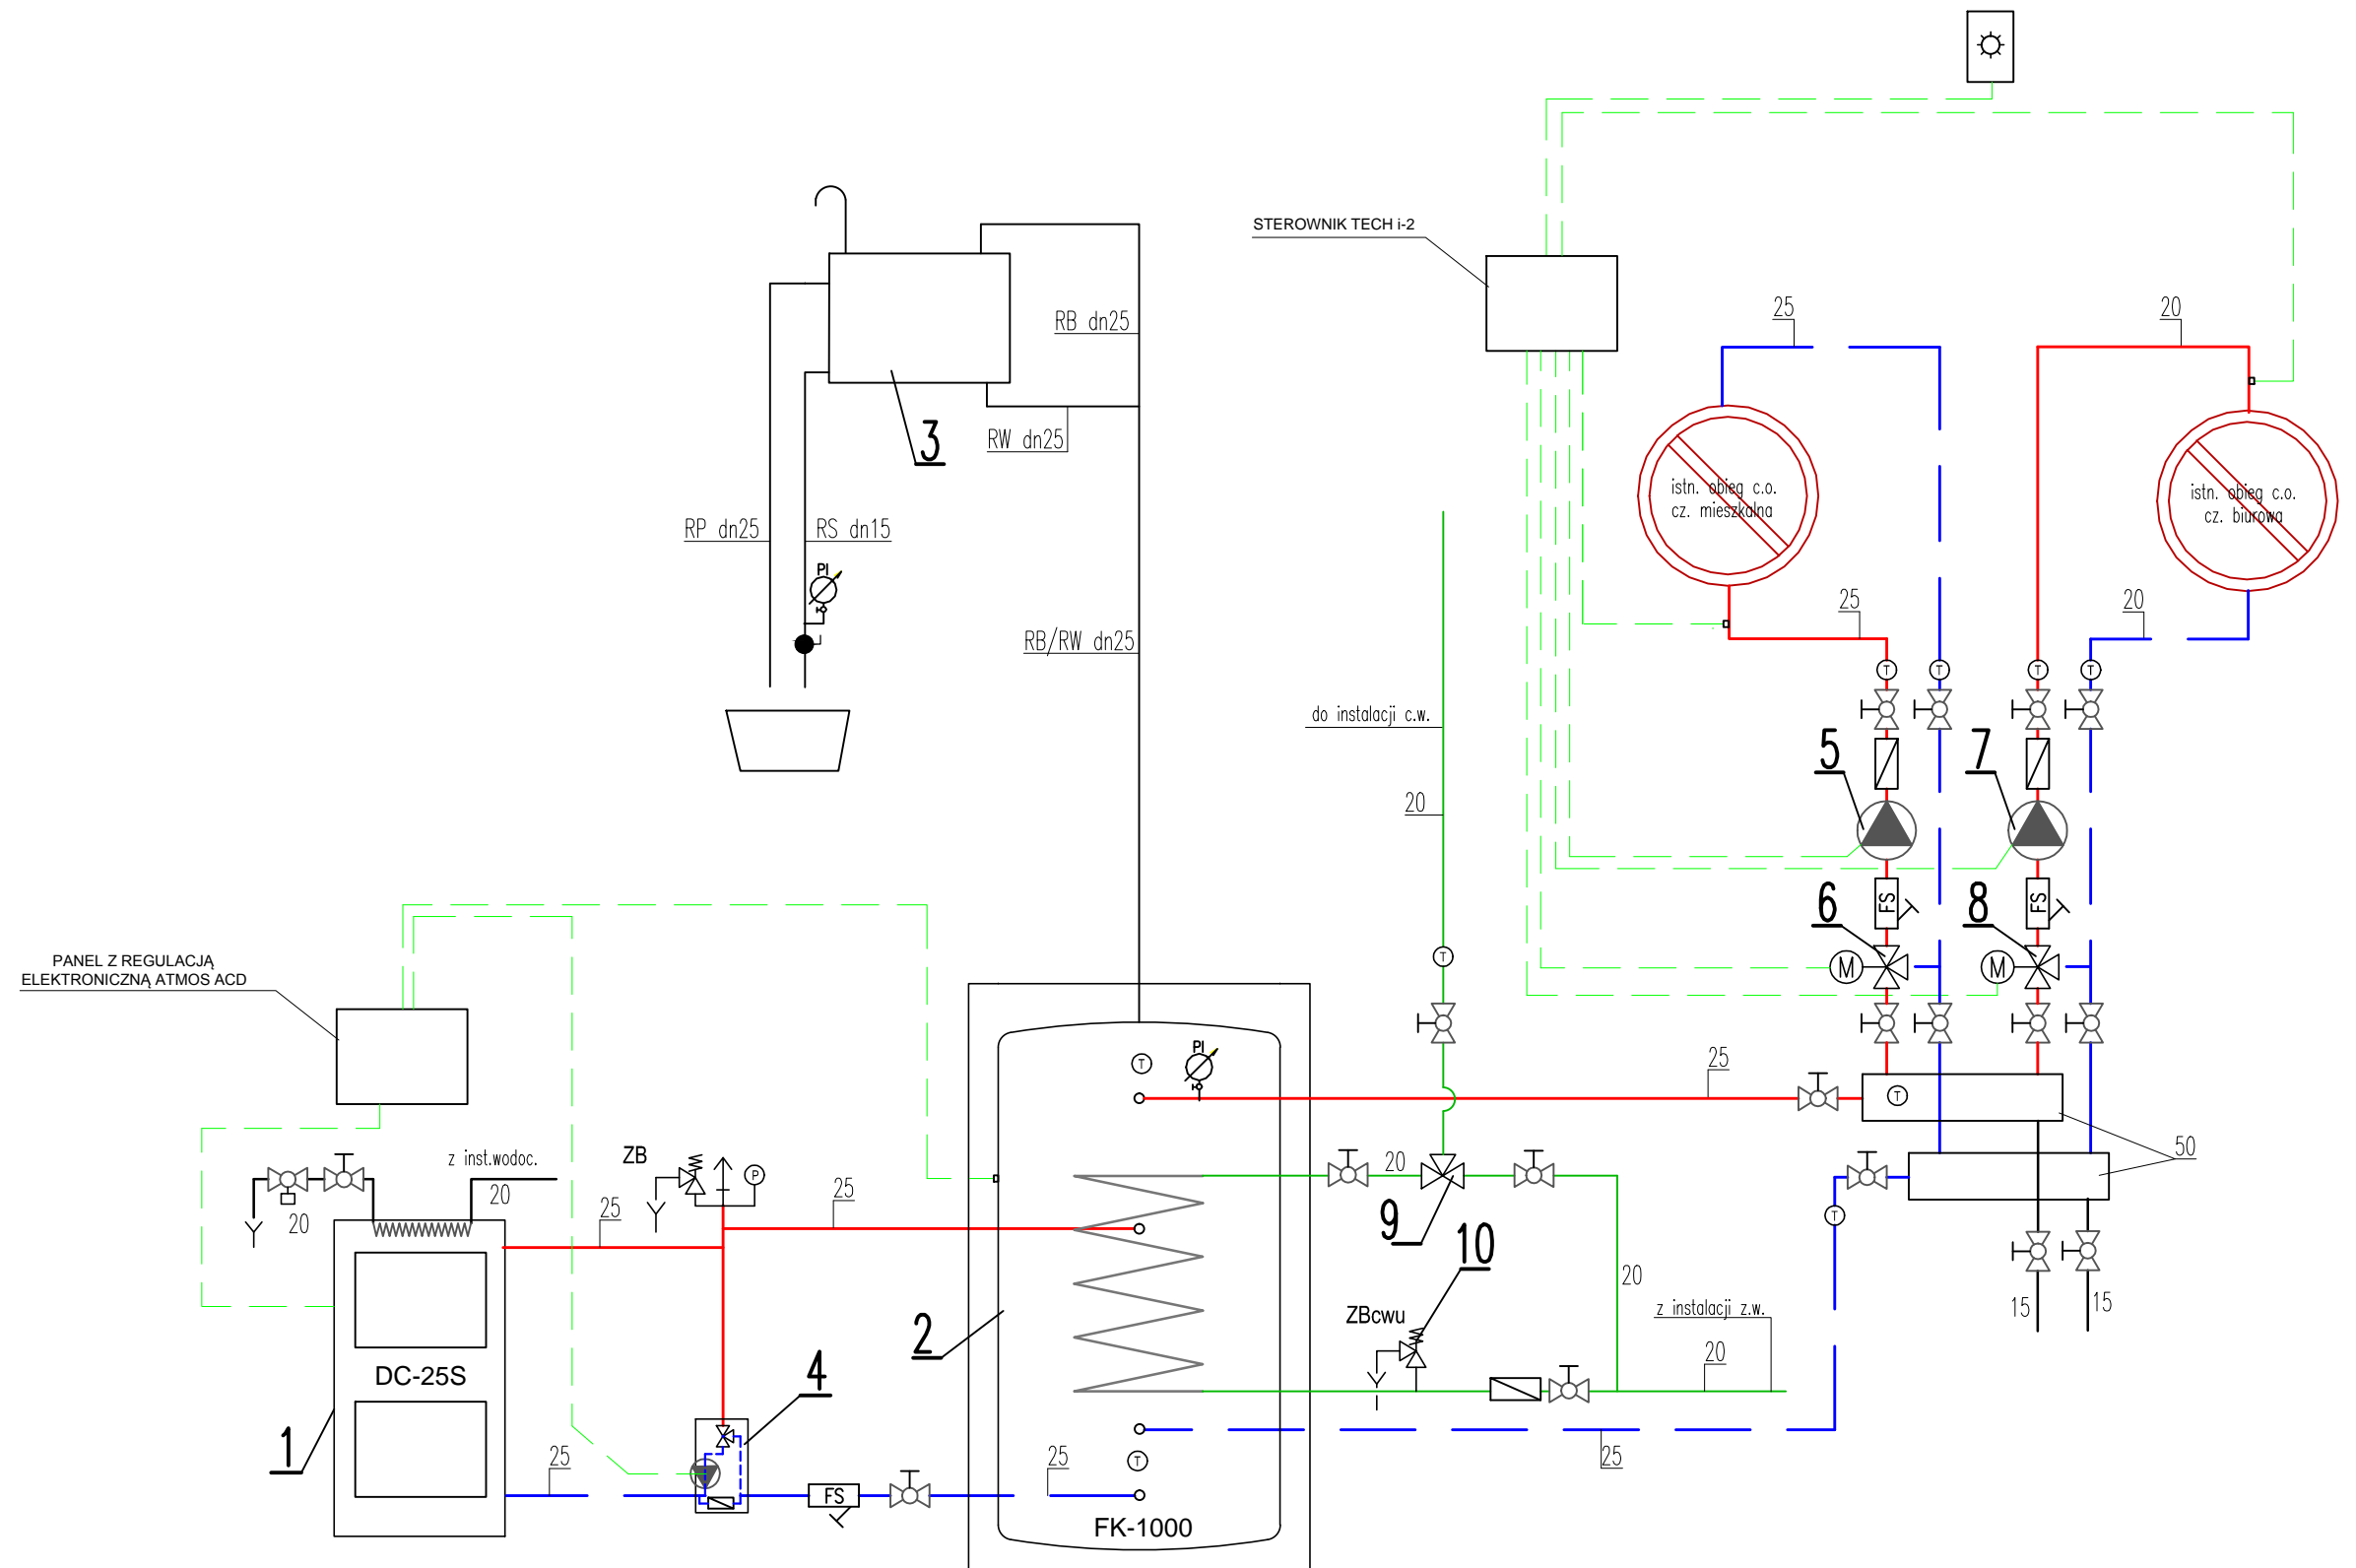 STEROWNIK TECH i-2
RB dn25
25
20
3
RW dn25
istn. obieg c.o.
cz. mieszkalna
istn. obieg c.o.
cz. biurowa
RP dn25
RS dn15
PI
RB/RW dn25
25
20
T
T
T
T
do instalacji c.w.
5
7
20
6
FS
8
FS
PANEL Z REGULACJĄ
ELEKTRONICZNĄ ATMOS ACD
T
M
M
PI
T
25
T
50
ZB
z inst.wodoc.
P
20
20
20
25
25
9
10
T
20
ZBcwu
z instalacji z.w.
15
15
2
20
DC-25S
4
1
25
25
T
25
FS
FK-1000